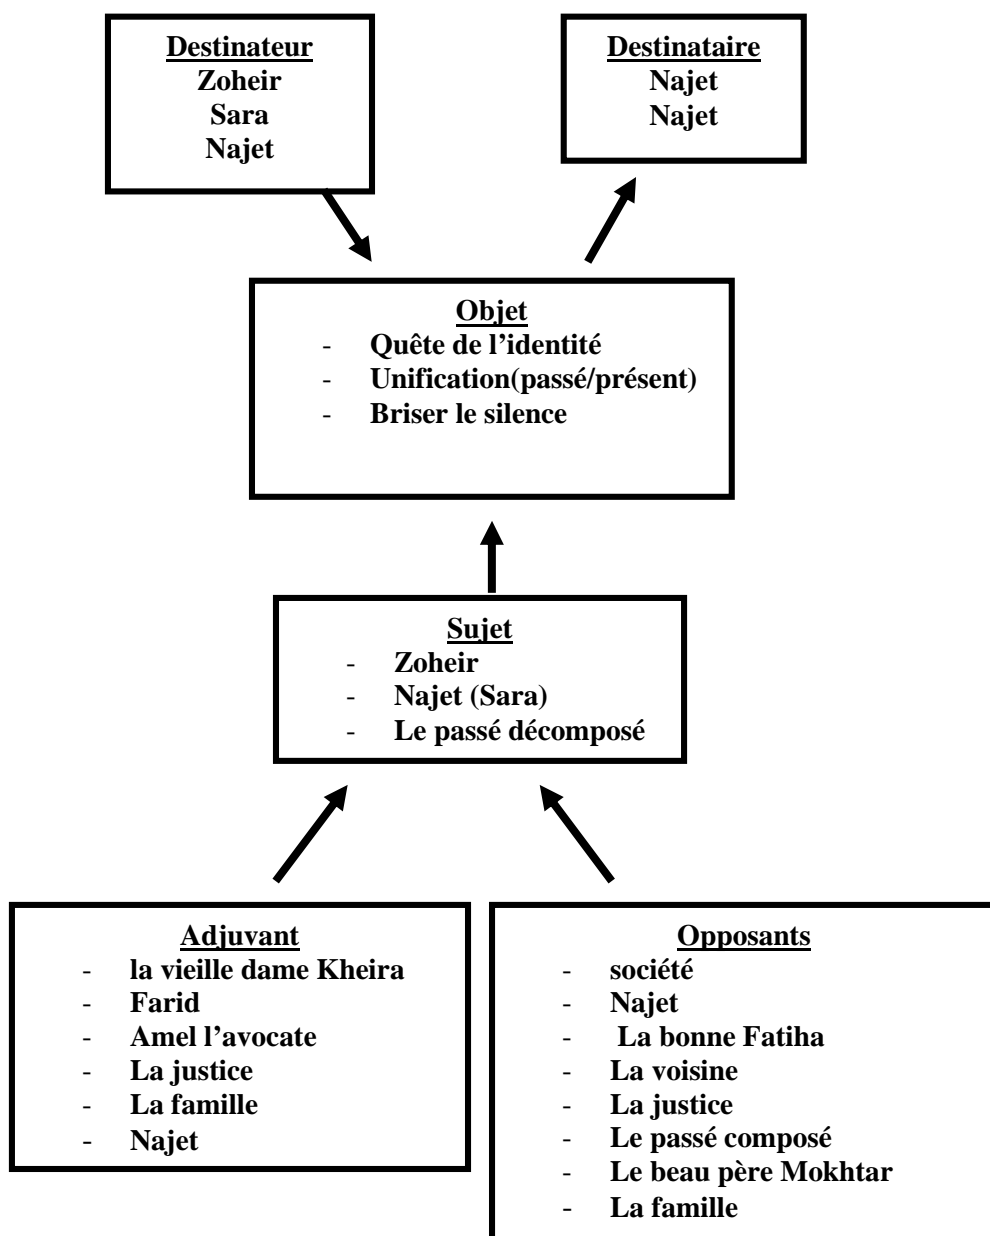 Destinateur
Zoheir
Sara
Najet
Destinataire
Najet
Najet
Objet
- Quête de l’identité
- Unification(passé/présent)
- Briser le silence
Sujet
- Zoheir
- Najet (Sara)
- Le passé décomposé
Adjuvant
- la vieille dame Kheira
- Farid
- Amel l’avocate
- La justice
- La famille
- Najet
Opposants
- société
- Najet
- La bonne Fatiha
- La voisine
- La justice
- Le passé composé
- Le beau père Mokhtar
- La famille